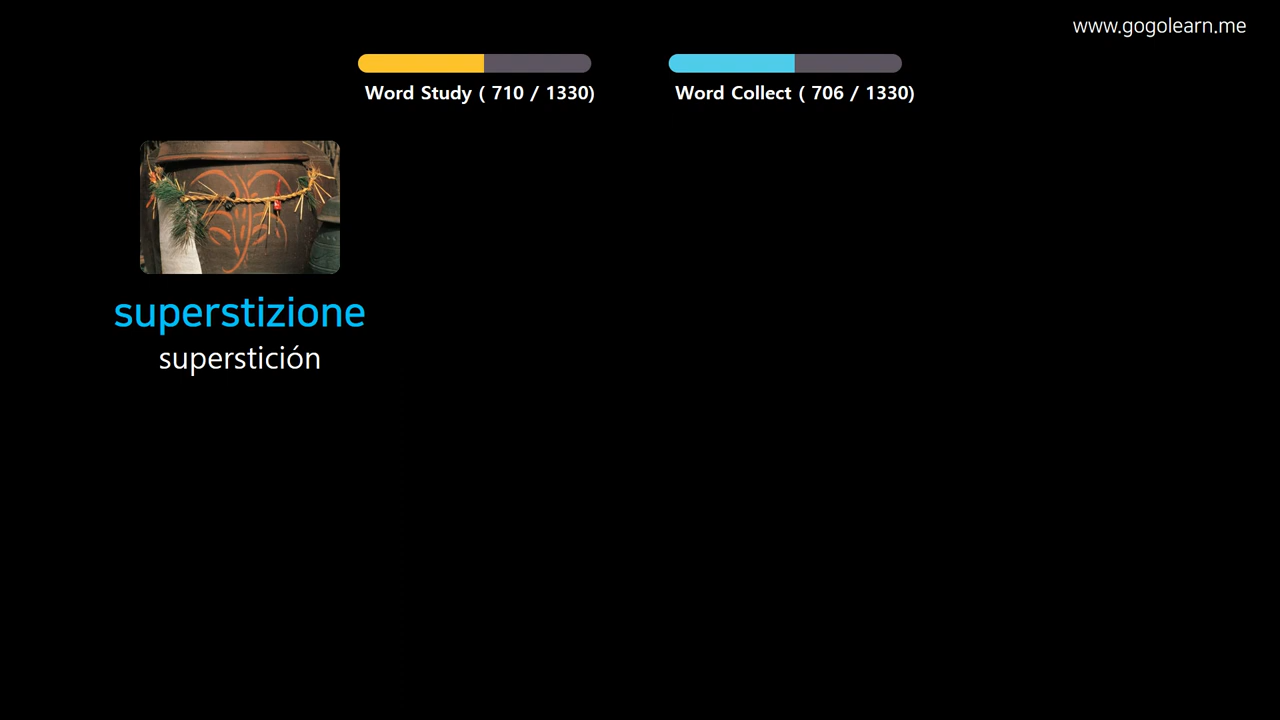 www.gogolearn.me
Word Study ( 710 / 1330)
Word Collect ( 706 / 1330)
superstizione
superstición